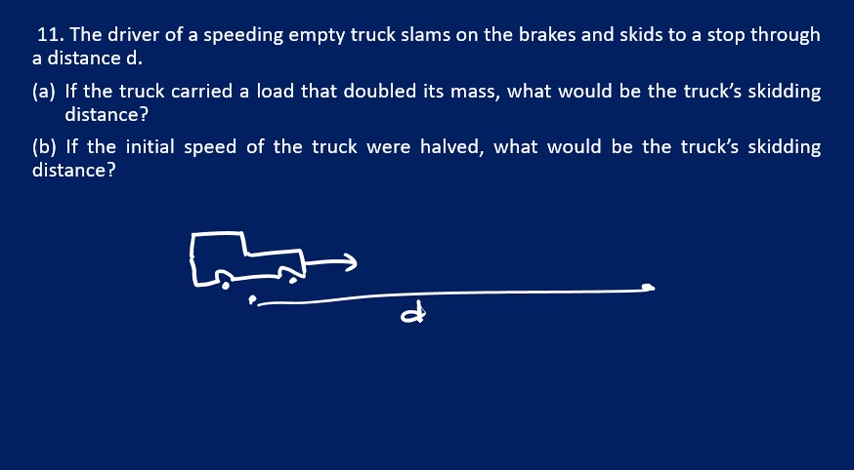 11. The driver of a speeding empty truck slams on the brakes and skids to a stop through
a distance d.
(a) If the truck carried a load that doubled its mass, what would be the truck's skidding
distance?
(b) If the initial speed of the truck were halved, what would be the truck's skidding
distance?
d